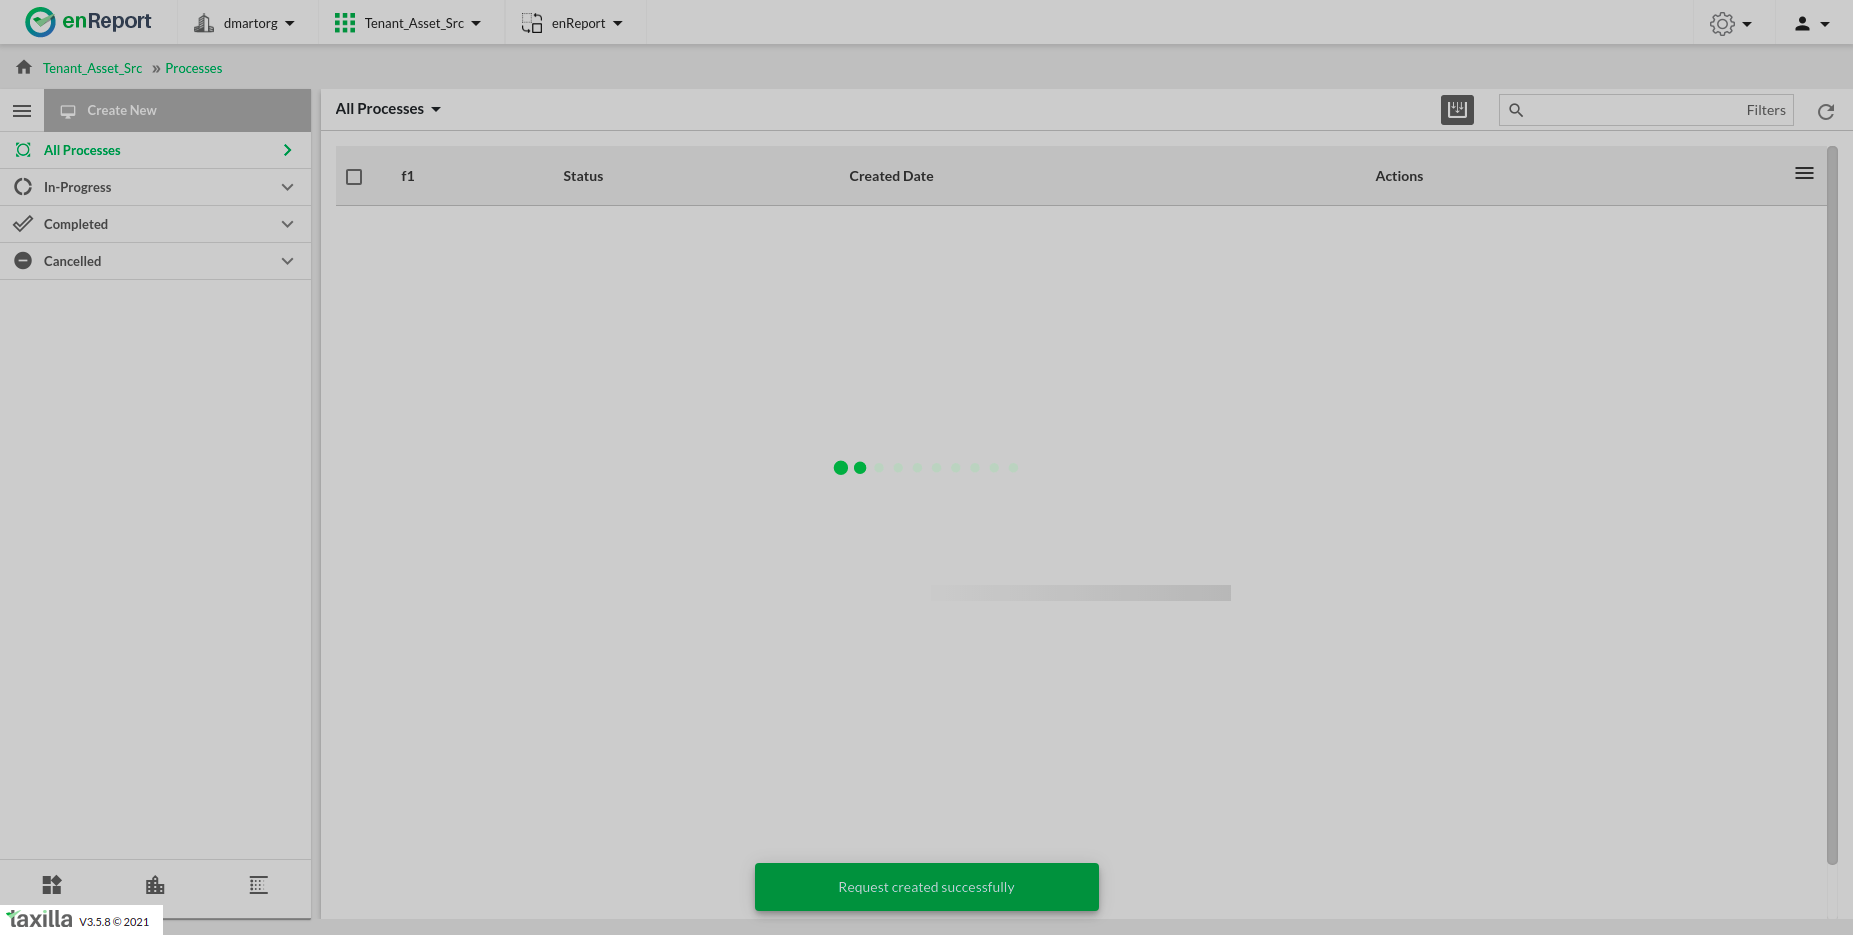 enReport
dmartorg
Tenant_Asset_Src
enReport
Tenant_Asset_Src » Processes
Create New
All Processes
In-Progress
Completed
Cancelled
All Processes
Filters
f1 Status Created Date Actions
Request created successfully
taxilla V3.5.8 © 2021